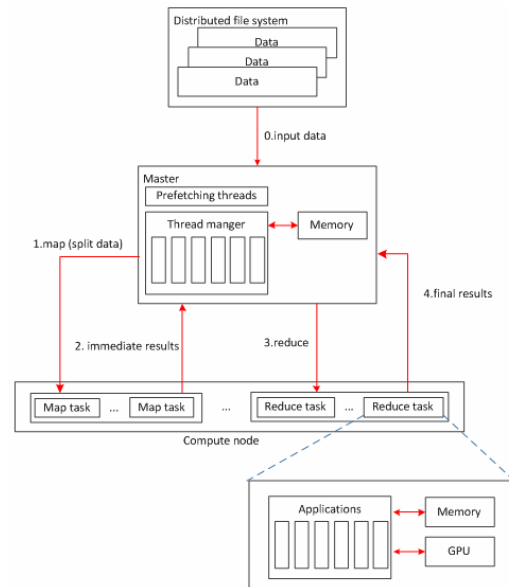 Distributed file system
Data
Data
Data
0.input data
Master
Prefetching threads
Thread manger
Memory
1.map (split data)
4.final results
2. immediate results
3.reduce
Map task
...
Map task
...
Reduce task
...
Reduce task
Compute node
Applications
Memory
GPU